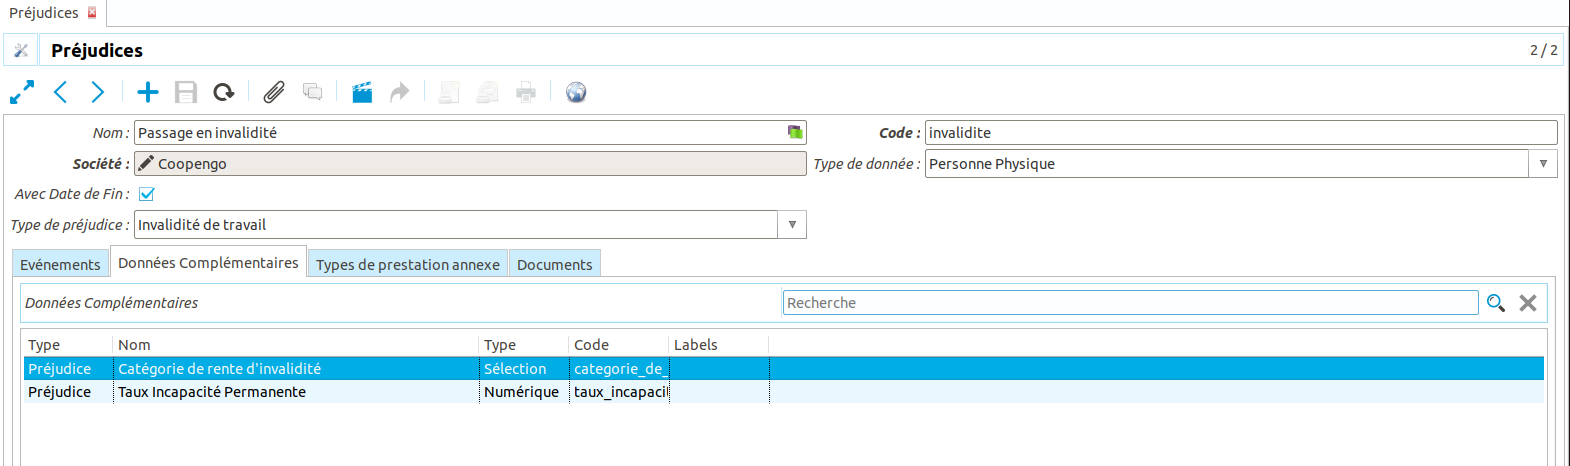 Préjudices
Préjudices 2 / 2
Nom : Passage en invalidité Code : invalidite
Société : Coopengo Type de donnée : Personne Physique
Avec Date de Fin :
Type de préjudice : Invalidité de travail
Evénements Données Complémentaires Types de prestation annexe Documents
Données Complémentaires Recherche
Type Nom Type Code Labels
Préjudice Catégorie de rente d'invalidité Sélection categorie_de_
Préjudice Taux Incapacité Permanente Numérique taux_incapaci